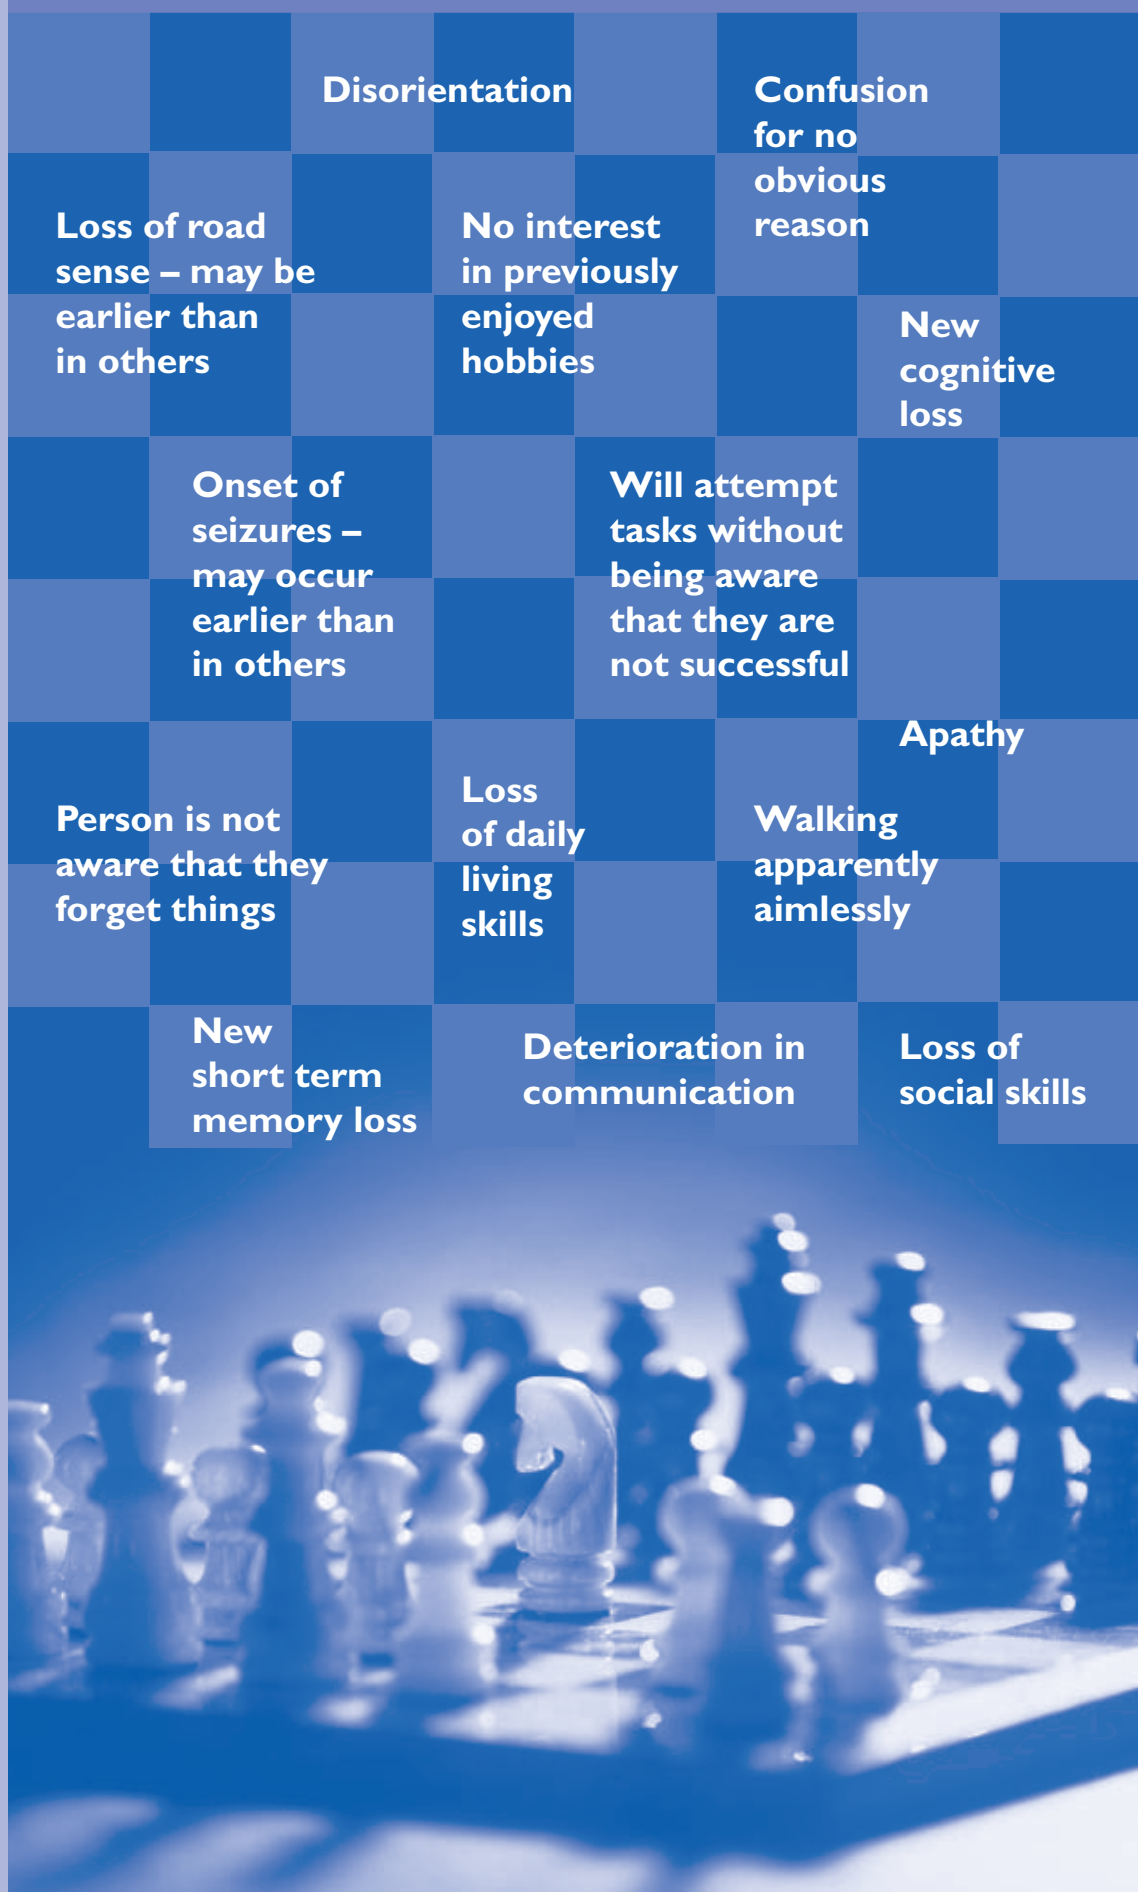 Disorientation
Confusion
for no
obvious
reason
Loss of road
sense – may be
earlier than
in others
No interest
in previously
enjoyed
hobbies
New
cognitive
loss
Onset of
seizures –
may occur
earlier than
in others
Will attempt
tasks without
being aware
that they are
not successful
Apathy
Person is not
aware that they
forget things
Loss
of daily
living
skills
Walking
apparently
aimlessly
New
short term
memory loss
Deterioration in
communication
Loss of
social skills